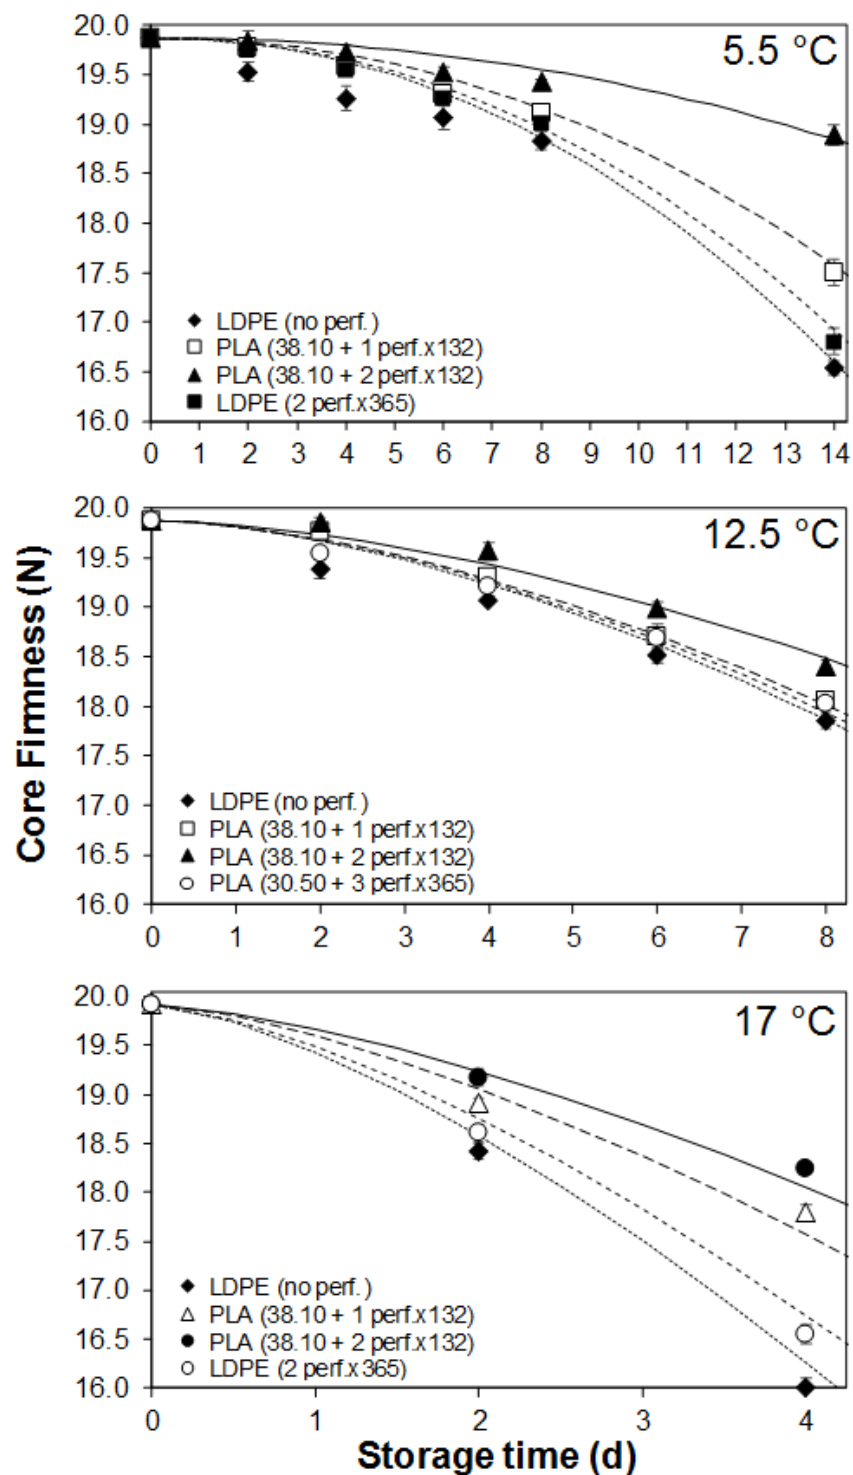 Core Firmness (N)
5.5 °C
20.0
19.5
19.0
18.5
18.0
17.5
17.0
16.5
16.0
LDPE (no perf.)
PLA (38.10 + 1 perf.x132)
PLA (38.10 + 2 perf.x132)
LDPE (2 perf.x365)
0 1 2 3 4 5 6 7 8 9 10 11 12 13 14
12.5 °C
20.0
19.5
19.0
18.5
18.0
17.5
17.0
16.5
16.0
LDPE (no perf.)
PLA (38.10 + 1 perf.x132)
PLA (38.10 + 2 perf.x132)
PLA (30.50 + 3 perf.x365)
0 1 2 3 4 5 6 7 8
17 °C
20.0
19.5
19.0
18.5
18.0
17.5
17.0
16.5
16.0
LDPE (no perf.)
PLA (38.10 + 1 perf.x132)
PLA (38.10 + 2 perf.x132)
LDPE (2 perf.x365)
0 1 2 3 4
Storage time (d)